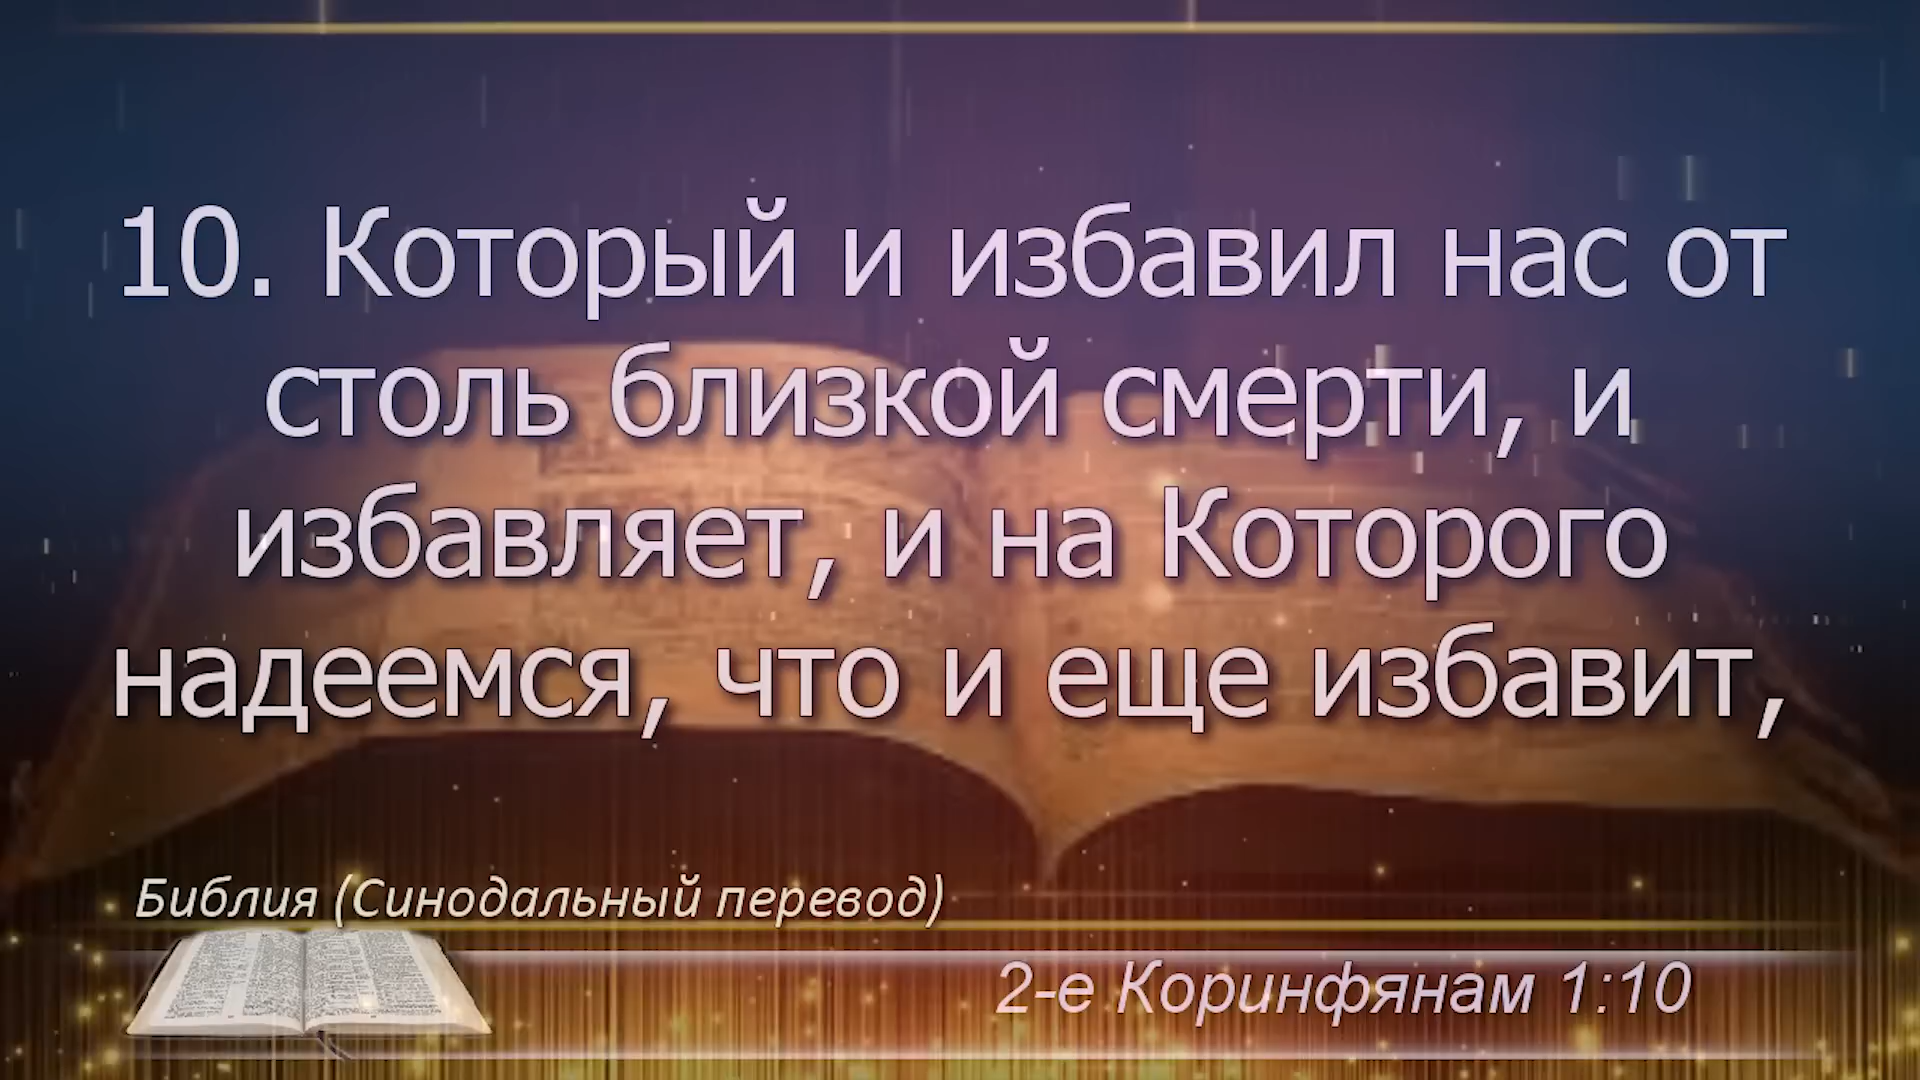 10. Который и избавил нас от
столь близкой смерти, и
избавляет, и на Которого
надеемся, что и еще избавит,
Библия (Синодальный перевод)
2-е Коринфянам 1:10